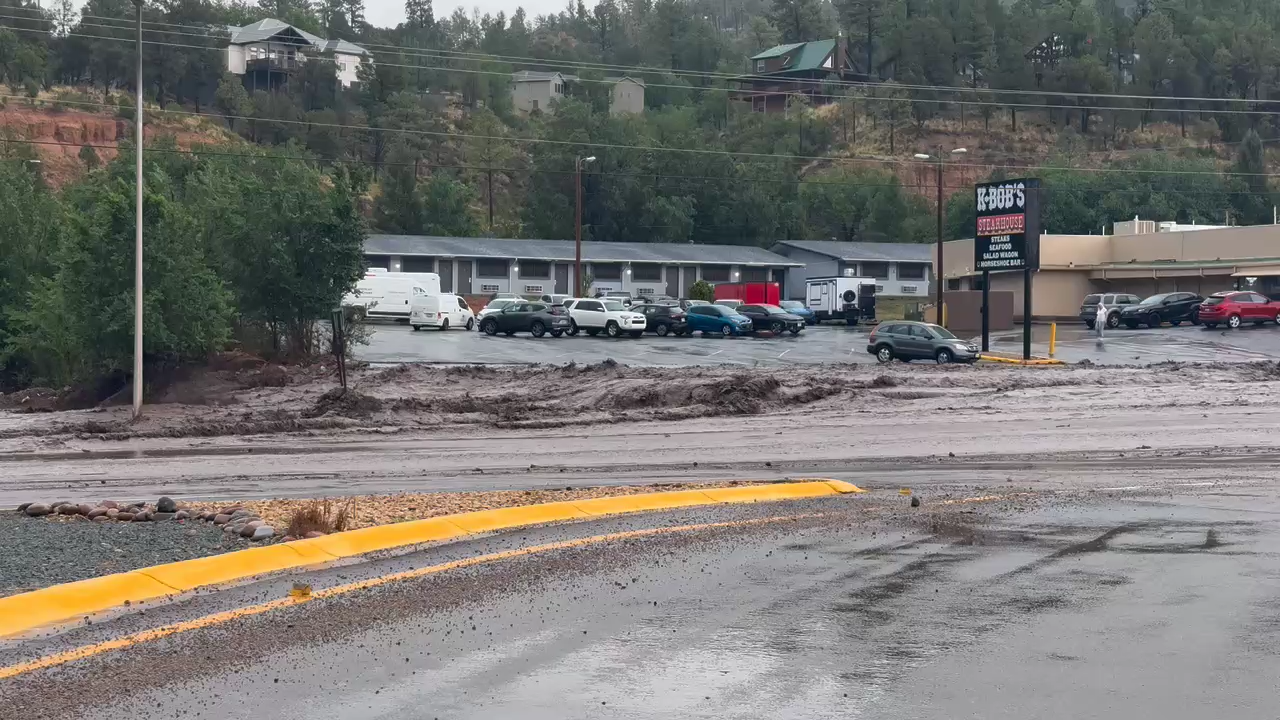 K-BOB'S
STEAKHOUSE
STEAKS
SEAFOOD
SALAD WAGON
HORSESHOE BAR